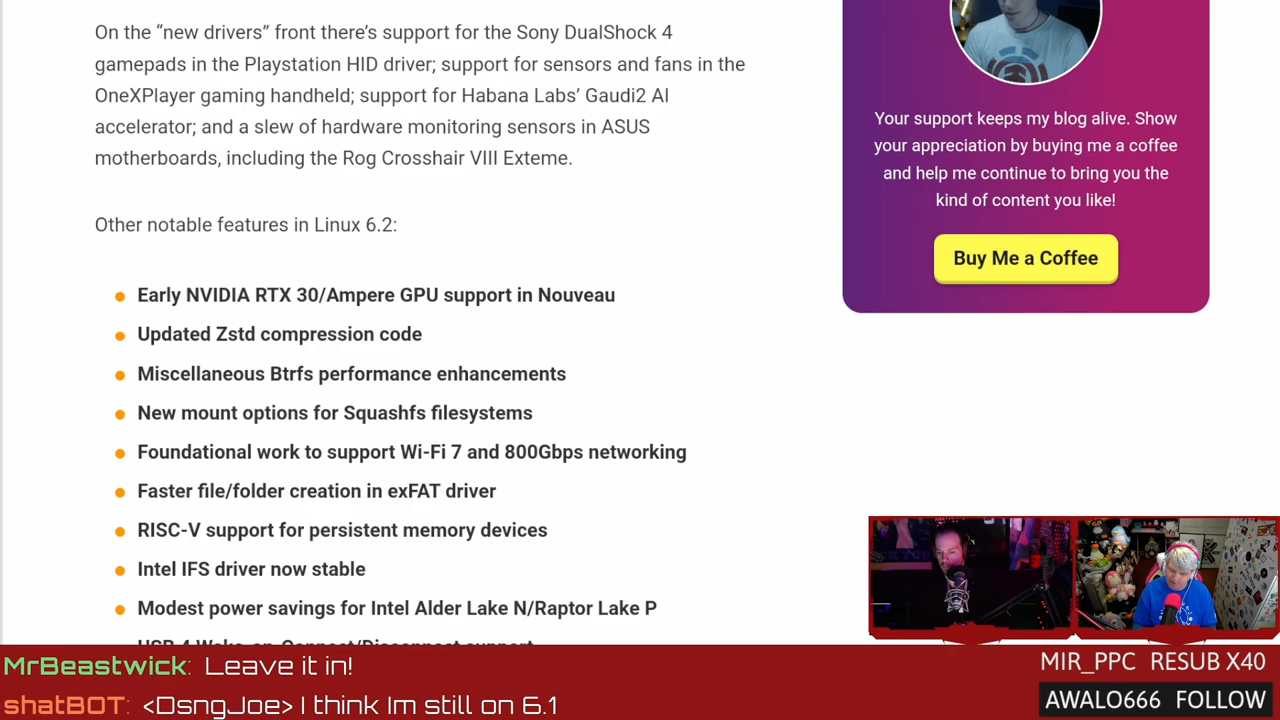 On the “new drivers” front there’s support for the Sony DualShock 4
gamepads in the Playstation HID driver; support for sensors and fans in the
OneXPlayer gaming handheld; support for Habana Labs’ Gaudi2 AI
accelerator; and a slew of hardware monitoring sensors in ASUS
motherboards, including the Rog Crosshair VIII Exteme.
Other notable features in Linux 6.2:
Early NVIDIA RTX 30/Ampere GPU support in Nouveau
Updated Zstd compression code
Miscellaneous Btrfs performance enhancements
New mount options for Squashfs filesystems
Foundational work to support Wi-Fi 7 and 800Gbps networking
Faster file/folder creation in exFAT driver
RISC-V support for persistent memory devices
Intel IFS driver now stable
Modest power savings for Intel Alder Lake N/Raptor Lake P
USB 4 Wake-on-Connect/Disconnect support
Your support keeps my blog alive. Show
your appreciation by buying me a coffee
and help me continue to bring you the
kind of content you like!
Buy Me a Coffee
MrBeastwick: Leave it in!
shatBOT: <DsngJoe> I think Im still on 6.1
MIR_PPC RESUB X40
AWALO666 FOLLOW